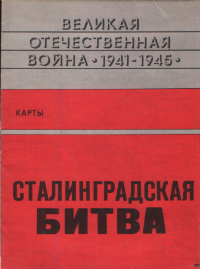 ВЕЛИКАЯ
ОТЕЧЕСТВЕННАЯ
ВОЙНА • 1941-1945 •
КАРТЫ
СТАЛИНГРАДСКАЯ
БИТВА